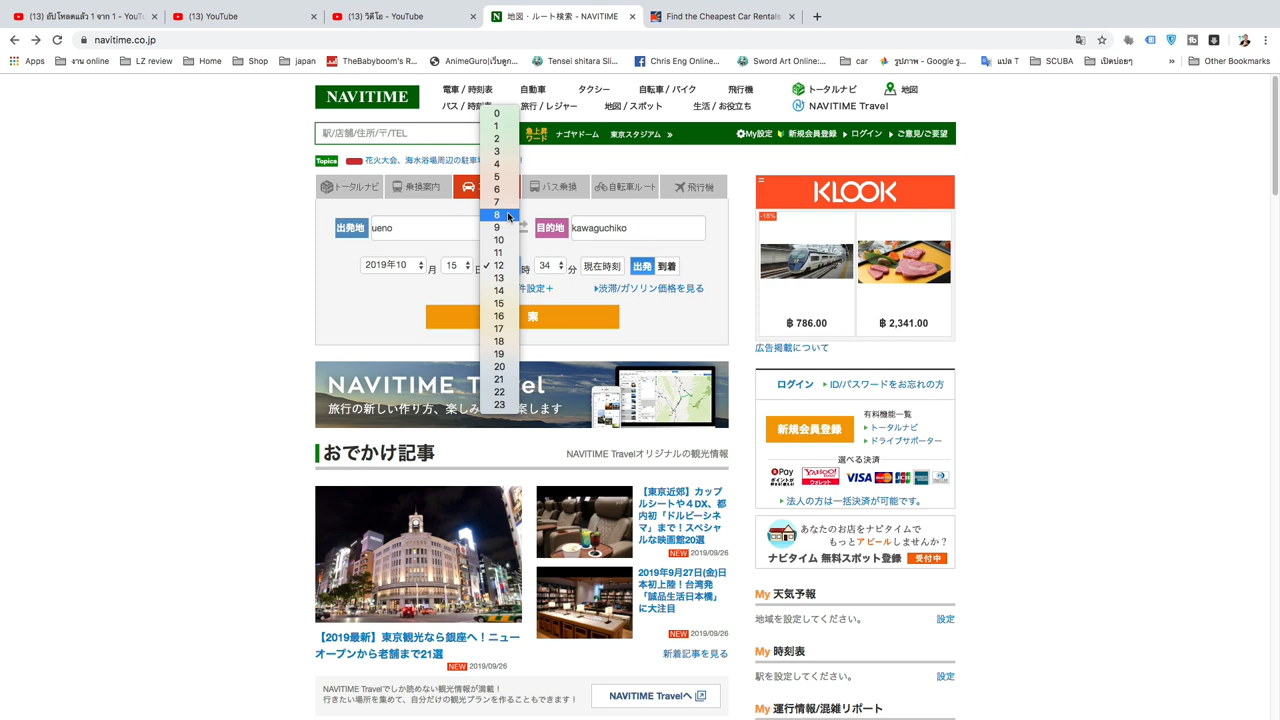 (13) อัปโหลดแล้ว 1 จาก 1 - YouTu
(13) YouTube
(13) วิดีโอ - YouTube
地図・ルート検索 - NAVITIME
Find the Cheapest Car Rentals
navitime.co.jp
Apps
งาน online
LZ review
Home
Shop
japan
TheBabyboom's R...
AnimeGuro|เว็บดูก...
Tensei shitara Sli...
Chris Eng Online...
Sword Art Online:...
car
รูปภาพ - Google รู...
แปล T
SCUBA
เปิดบ่อยๆ
»
Other Bookmarks
NAVITIME
電車 / 時刻表
自動車
タクシー
自転車 / バイク
飛行機
トータルナビ
地図
バス / 時刻表
旅行 / レジャー
地図 / スポット
生活 / お役立ち
NAVITIME Travel
駅/店舗/住所/〒/TEL
急上昇
ワード
ナゴヤドーム
東京スタジアム
»
My設定
新規会員登録
ログイン
ご意見/ご要望
Topics
花火大会、海水浴場周辺の駐車場
トータルナビ
乗換案内
バス乗換
自転車ルート
飛行機
出発地
ueno
目的地
kawaguchiko
2019年10
月
15
日
時
34
分
現在時刻
出発
到着
件設定+
渋滞/ガソリン価格を見る
索
0
1
2
3
4
5
6
7
8
9
10
11
✓ 12
13
14
15
16
17
18
19
20
21
22
23
KLOOK
-18%
฿ 786.00
฿ 2,341.00
広告掲載について
NAVITIME Travel
旅行の新しい作り方、楽しみ
案します
ログイン
ID/パスワードをお忘れの方
新規会員登録
有料機能一覧
トータルナビ
ドライブサポーター
選べる決済
Pay
YAHOO!
ウォレット
VISA
JCB
法人の方は一括決済が可能です。
あなたのお店をナビタイムで
もっとアピールしませんか?
ナビタイム 無料スポット登録
受付中
おでかけ記事
NAVITIME Travelオリジナルの観光情報
【2019最新】東京観光なら銀座へ!ニュー
オープンから老舗まで21選
NEW 2019/09/26
【東京近郊】カップ
ルシートや4DX、都
内初「ドルビーシネ
マ」まで!スペシャ
ルな映画館20選
NEW 2019/09/26
2019年9月27日(金)日
本初上陸!台湾発
「誠品生活日本橋」
に大注目
NEW 2019/09/26
新着記事を見る
NAVITIME Travelでしか読めない観光情報が満載!
行きたい場所を集めて、自分だけの観光プランを作ることもできます!
NAVITIME Travelへ
My 天気予報
地域を設定してください。
設定
My 時刻表
駅を設定してください。
設定
My 運行情報/混雑リポート